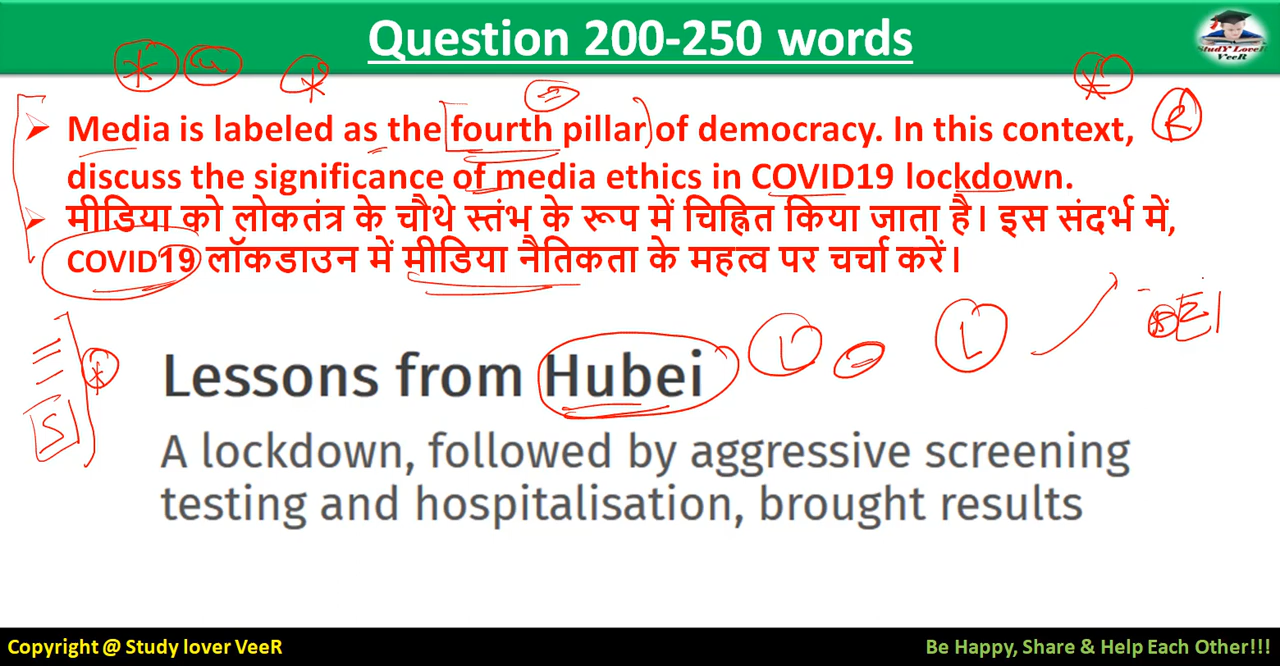 Question 200-250 words
StudY LoveR
VeeR
Media is labeled as the fourth pillar of democracy. In this context,
discuss the significance of media ethics in COVID19 lockdown.
मीडिया को लोकतंत्र के चौथे स्तंभ के रूप में चिह्नित किया जाता है। इस संदर्भ में,
COVID19 लॉकडाउन में मीडिया नैतिकता के महत्व पर चर्चा करें।
Lessons from Hubei
A lockdown, followed by aggressive screening
testing and hospitalisation, brought results
Copyright @ Study lover VeeR
Be Happy, Share & Help Each Other!!!